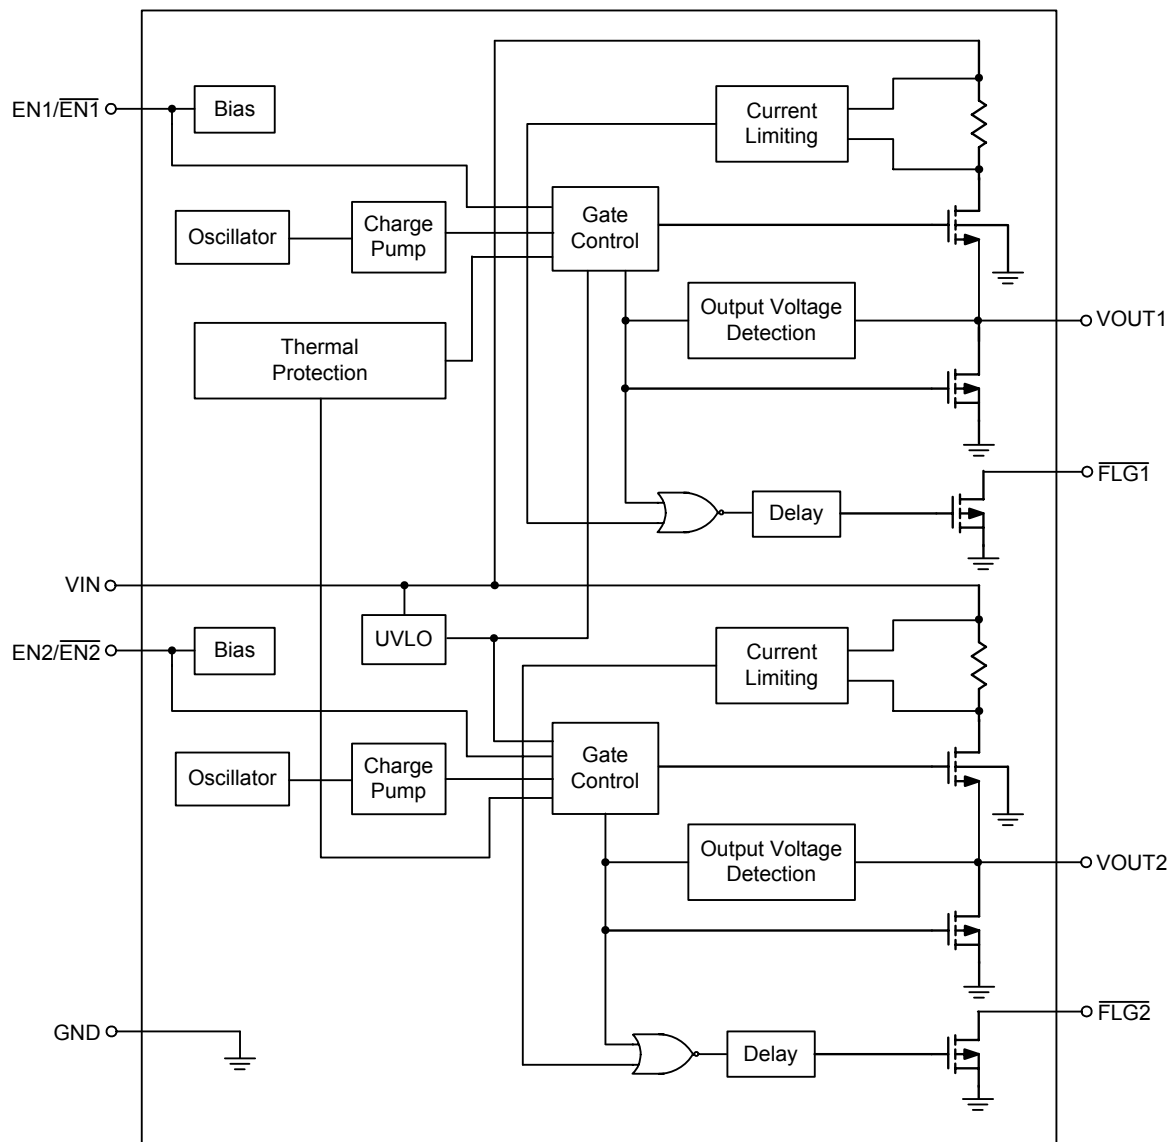 EN1/EN1
Bias
Current
Limiting
Oscillator
Charge
Pump
Gate
Control
Output Voltage
Detection
VOUT1
Thermal
Protection
FLG1
Delay
VIN
UVLO
EN2/EN2
Bias
Current
Limiting
Oscillator
Charge
Pump
Gate
Control
Output Voltage
Detection
VOUT2
FLG2
GND
Delay